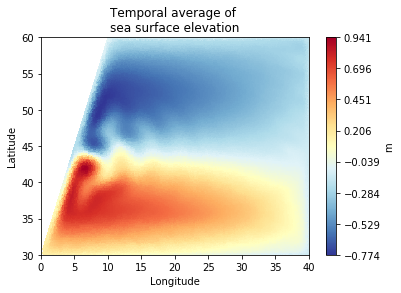 Temporal average of
sea surface elevation
60
55
50
45
40
35
30
Latitude
0 5 10 15 20 25 30 35 40
Longitude
0.941
0.696
0.451
0.206
−0.039
−0.284
−0.529
−0.774
m